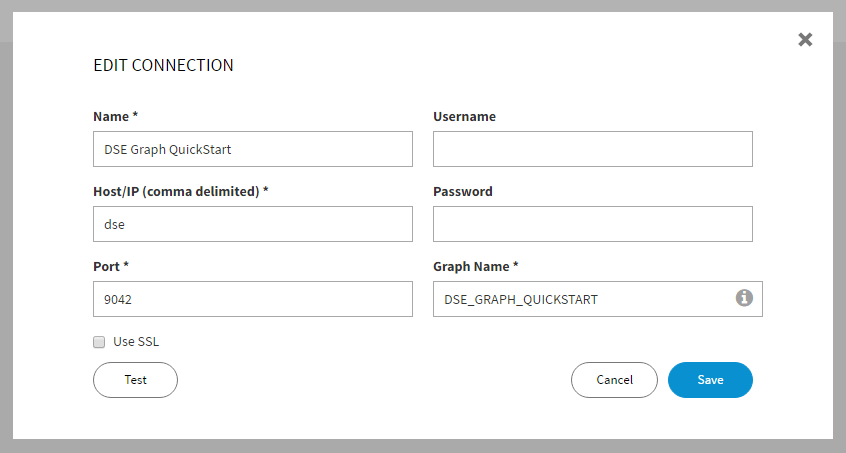 EDIT CONNECTION
Name *
Username
DSE Graph QuickStart
Host/IP (comma delimited) *
Password
dse
Port *
Graph Name *
9042
DSE_GRAPH_QUICKSTART
Use SSL
Test
Cancel
Save